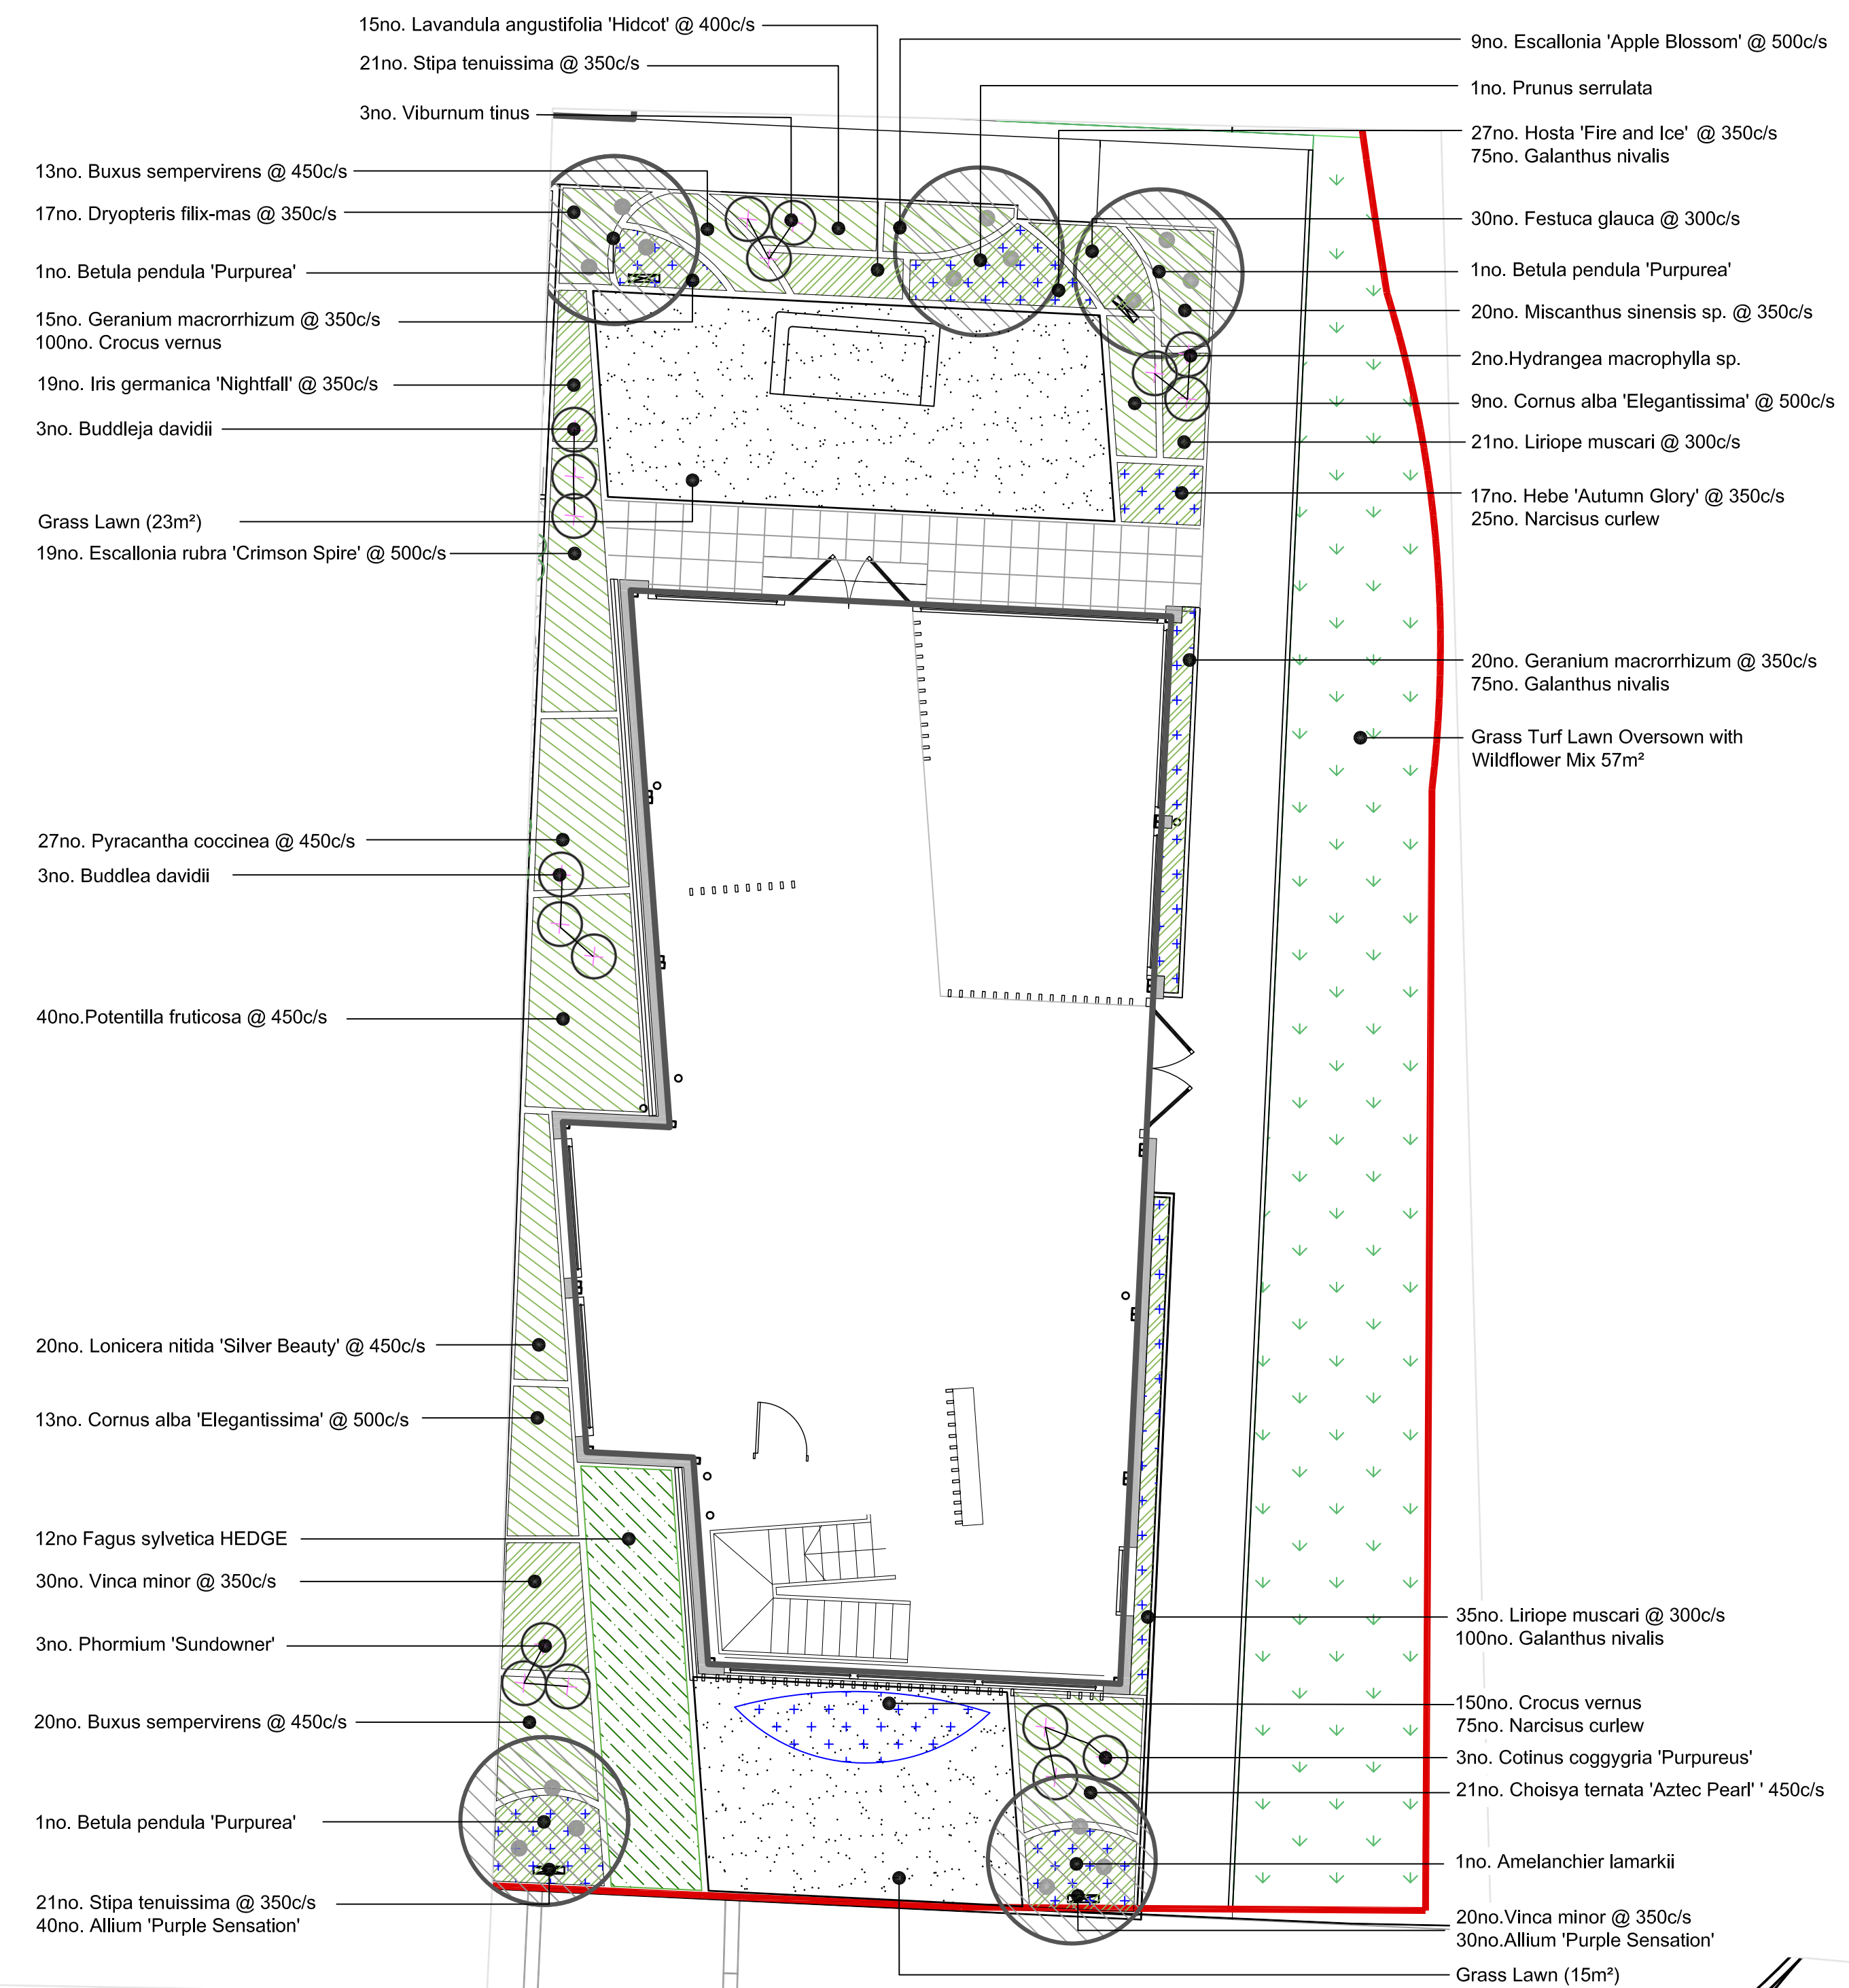 15no. Lavandula angustifolia 'Hidcot' @ 400c/s
21no. Stipa tenuissima @ 350c/s
3no. Viburnum tinus
13no. Buxus sempervirens @ 450c/s
17no. Dryopteris filix-mas @ 350c/s
1no. Betula pendula 'Purpurea'
15no. Geranium macrorrhizum @ 350c/s
100no. Crocus vernus
19no. Iris germanica 'Nightfall' @ 350c/s
3no. Buddleja davidii
Grass Lawn (23m²)
19no. Escallonia rubra 'Crimson Spire' @ 500c/s
27no. Pyracantha coccinea @ 450c/s
3no. Buddlea davidii
40no.Potentilla fruticosa @ 450c/s
20no. Lonicera nitida 'Silver Beauty' @ 450c/s
13no. Cornus alba 'Elegantissima' @ 500c/s
12no Fagus sylvetica HEDGE
30no. Vinca minor @ 350c/s
3no. Phormium 'Sundowner'
20no. Buxus sempervirens @ 450c/s
1no. Betula pendula 'Purpurea'
21no. Stipa tenuissima @ 350c/s
40no. Allium 'Purple Sensation'
9no. Escallonia 'Apple Blossom' @ 500c/s
1no. Prunus serrulata
27no. Hosta 'Fire and Ice' @ 350c/s
75no. Galanthus nivalis
30no. Festuca glauca @ 300c/s
1no. Betula pendula 'Purpurea'
20no. Miscanthus sinensis sp. @ 350c/s
2no.Hydrangea macrophylla sp.
9no. Cornus alba 'Elegantissima' @ 500c/s
21no. Liriope muscari @ 300c/s
17no. Hebe 'Autumn Glory' @ 350c/s
25no. Narcisus curlew
20no. Geranium macrorrhizum @ 350c/s
75no. Galanthus nivalis
Grass Turf Lawn Oversown with
Wildflower Mix 57m²
35no. Liriope muscari @ 300c/s
100no. Galanthus nivalis
150no. Crocus vernus
75no. Narcisus curlew
3no. Cotinus coggygria 'Purpureus'
21no. Choisya ternata 'Aztec Pearl' ' 450c/s
1no. Amelanchier lamarkii
20no.Vinca minor @ 350c/s
30no.Allium 'Purple Sensation'
Grass Lawn (15m²)